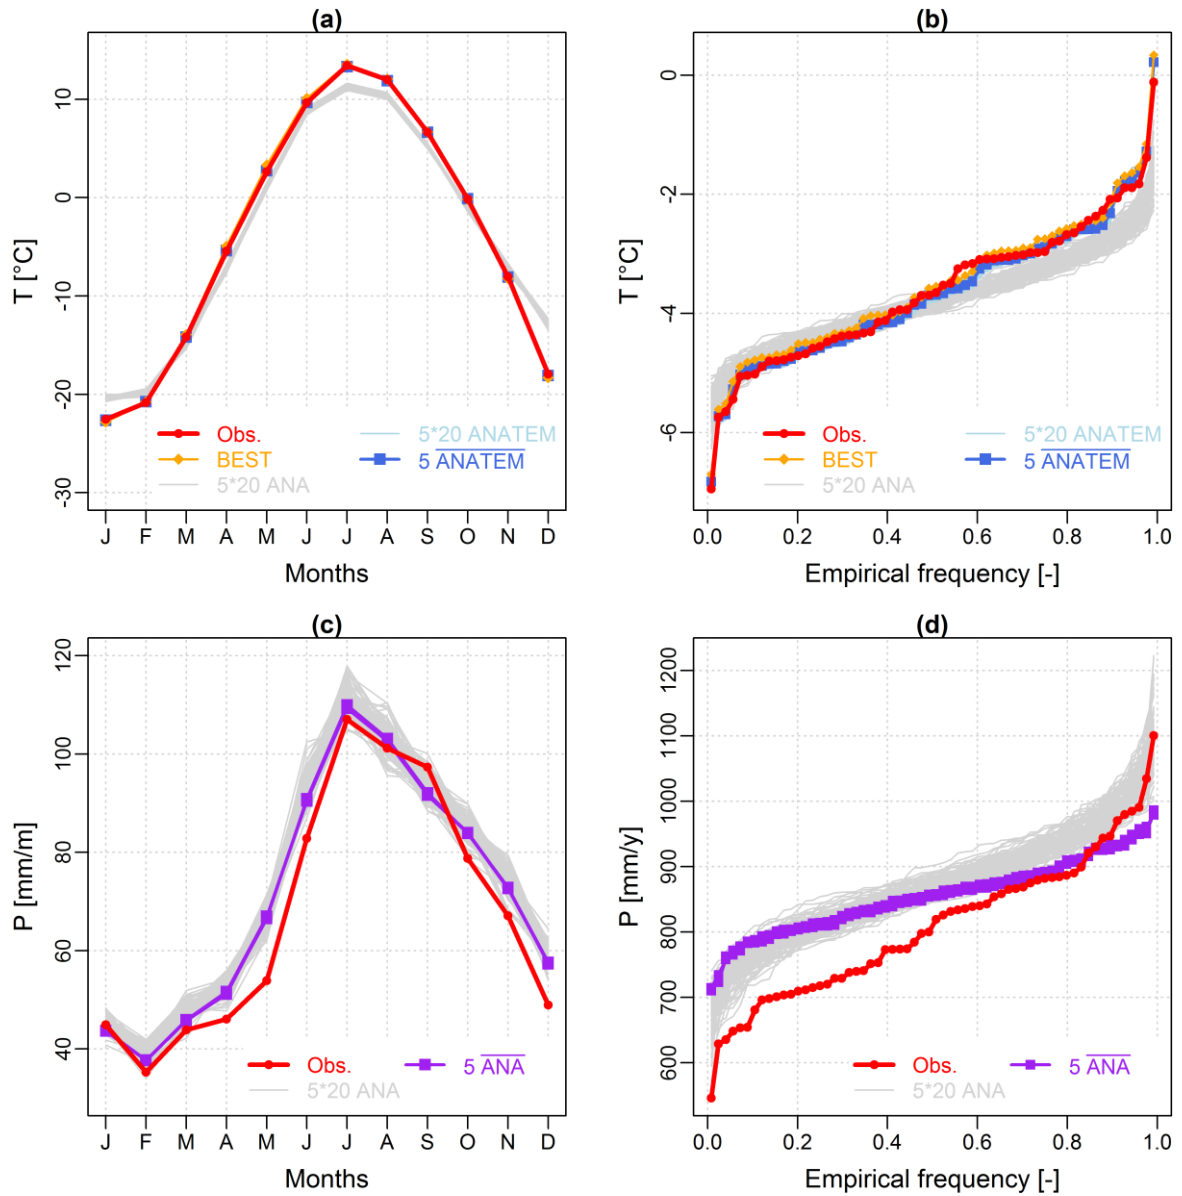 (a)
10
0
-10
-20
-30
T [°C]
Obs.
BEST
5*20 ANA
5*20 ANATEM
5 ANATEM
J F M A M J J A S O N D
Months
(b)
0
-2
-4
-6
T [°C]
Obs.
BEST
5*20 ANA
5*20 ANATEM
5 ANATEM
0.0 0.2 0.4 0.6 0.8 1.0
Empirical frequency [-]
(c)
120
100
80
60
40
P [mm/m]
Obs.
5*20 ANA
5 ANA
J F M A M J J A S O N D
Months
(d)
1200
1100
1000
900
800
700
600
P [mm/y]
Obs.
5*20 ANA
5 ANA
0.0 0.2 0.4 0.6 0.8 1.0
Empirical frequency [-]